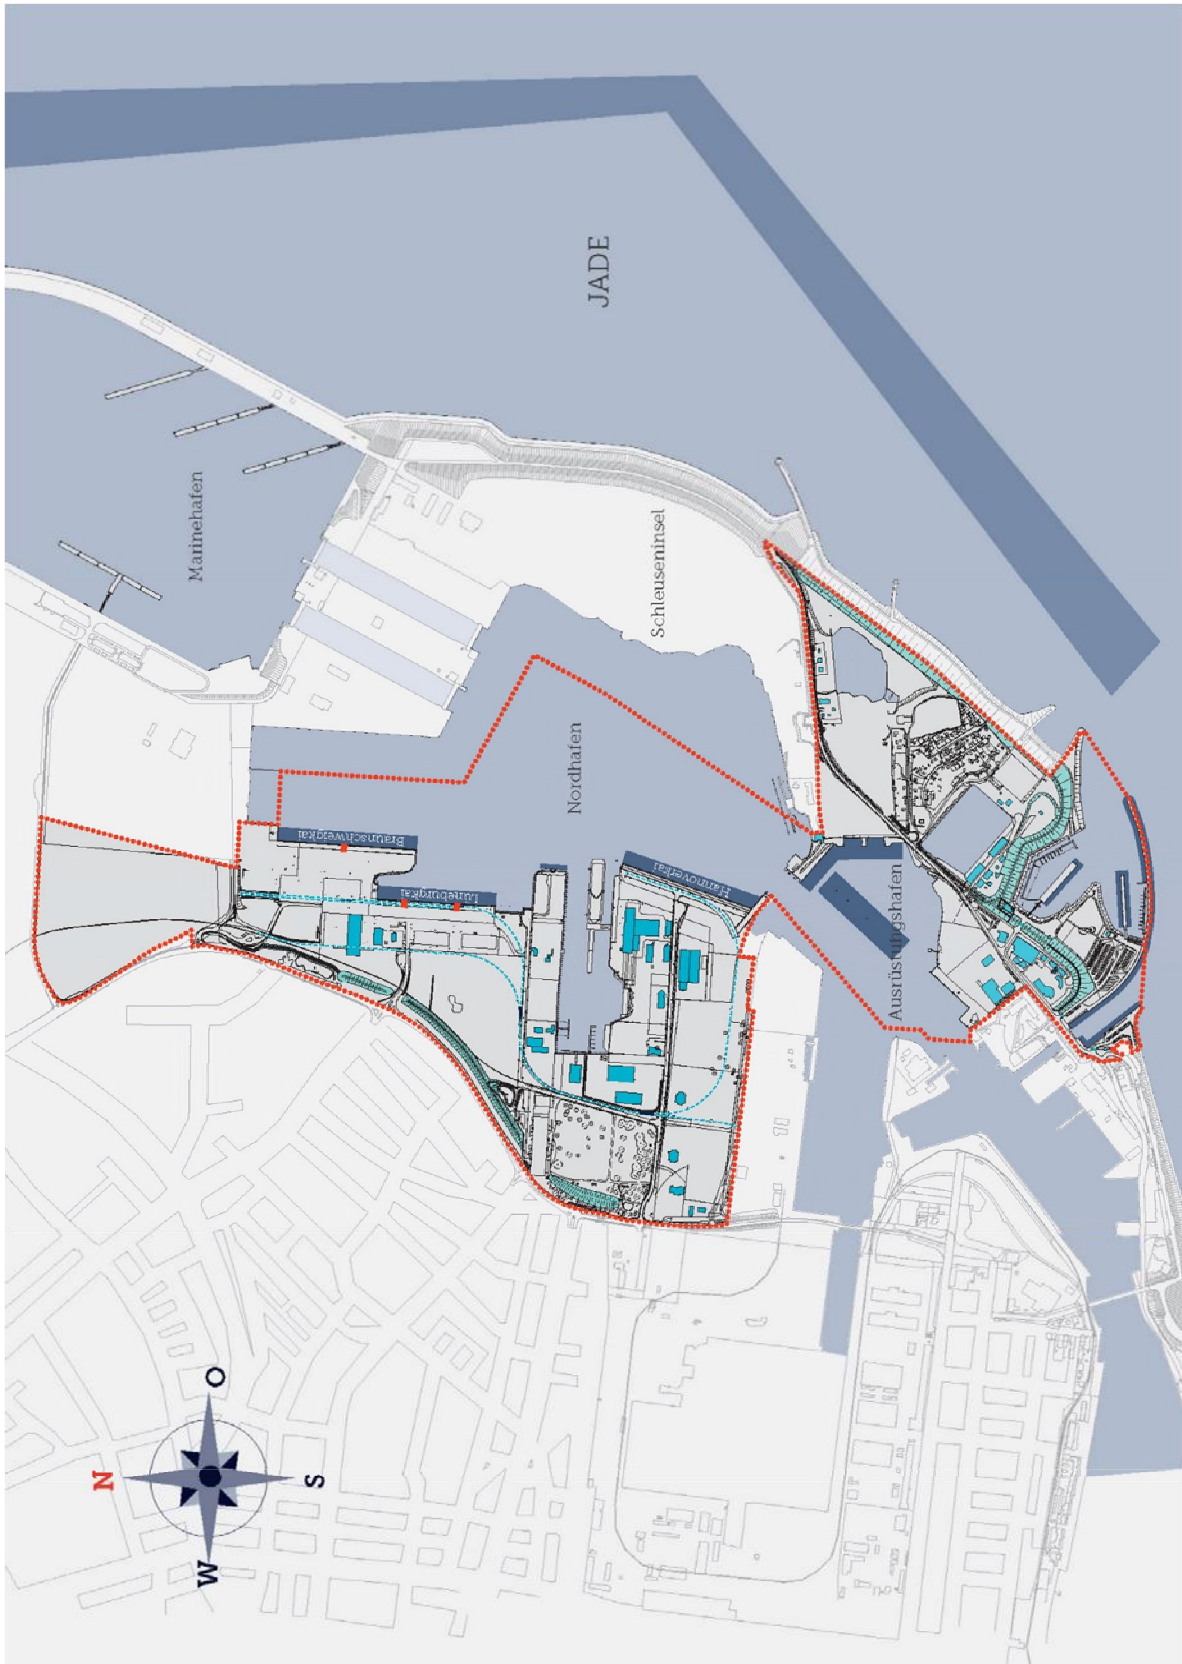 JADE
Marinehafen
Schleuseninsel
Nordhafen
Braunschweigkai
Lüneburgkai
Hannoverkai
Ausrüstungshafen
N
O
S
W